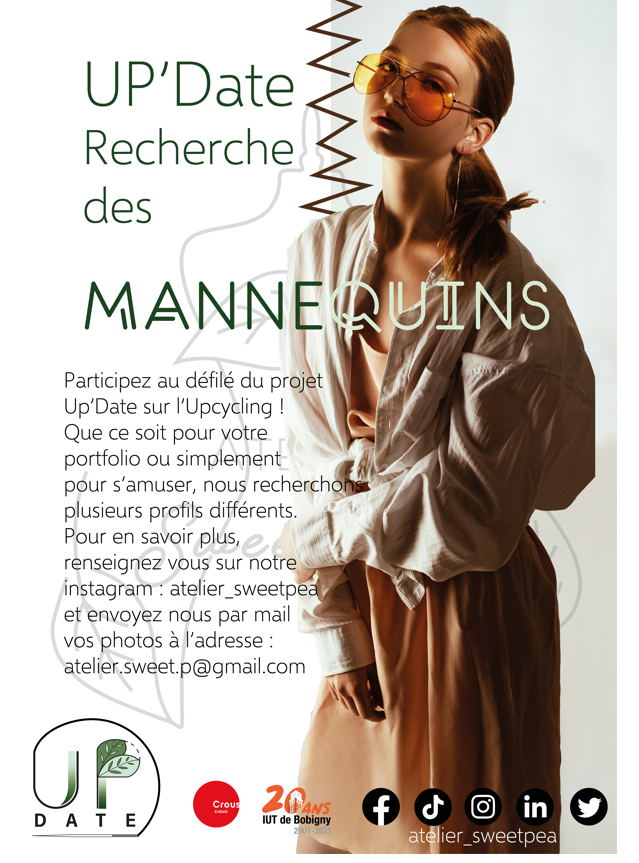 UP'Date
Recherche
des
MANNEQUINS
Participez au défilé du projet
Up'Date sur l'Upcycling !
Que ce soit pour votre
portfolio ou simplement
pour s'amuser, nous recherchons
plusieurs profils différents.
Pour en savoir plus,
renseignez vous sur notre
instagram : atelier_sweetpea
et envoyez nous par mail
vos photos à l'adresse :
atelier.sweet.p@gmail.com
UP
DATE
Crous
Créteil
20 ANS
IUT de Bobigny
2001-2021
atelier_sweetpea